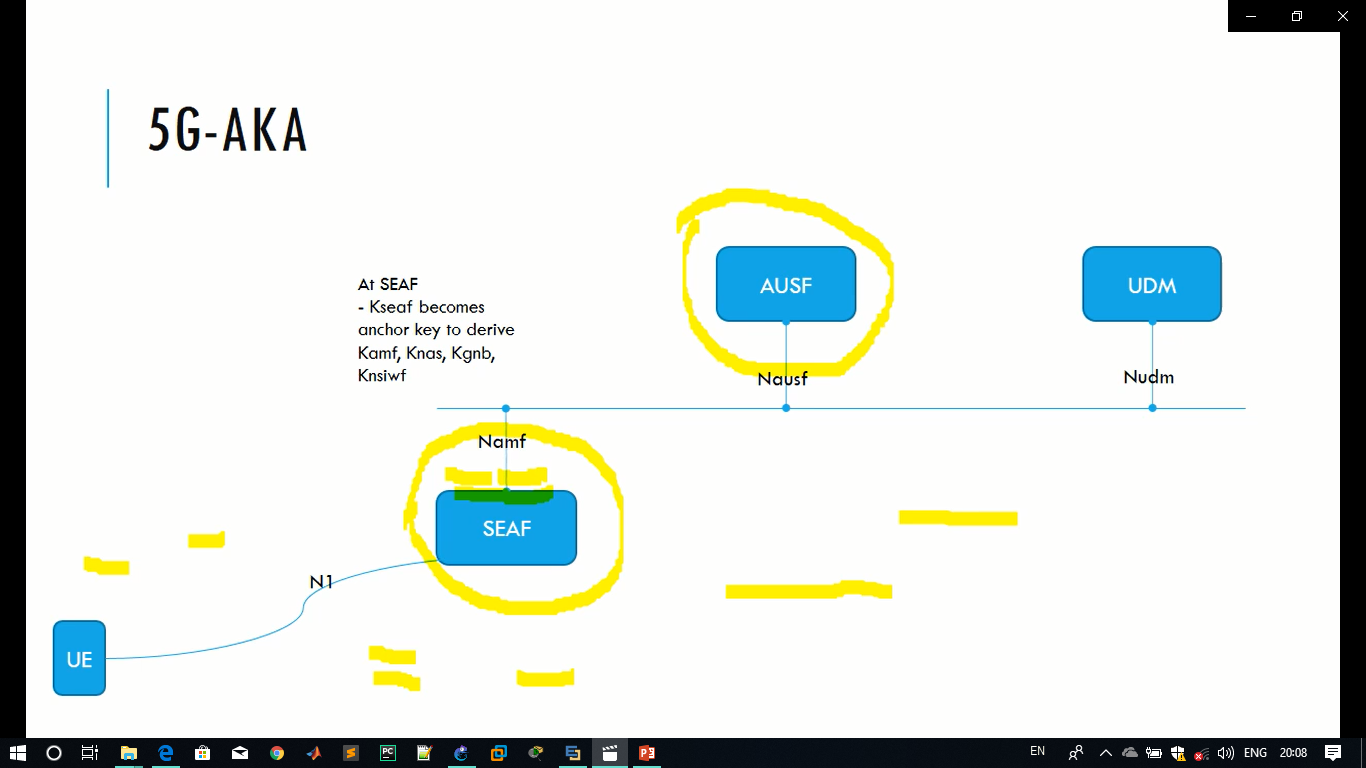 5G-AKA
AUSF
UDM
At SEAF
- Kseaf becomes
anchor key to derive
Kamf, Knas, Kgnb,
Knsiwf
Nausf
Nudm
Namf
SEAF
N1
UE
EN
ENG
20:08